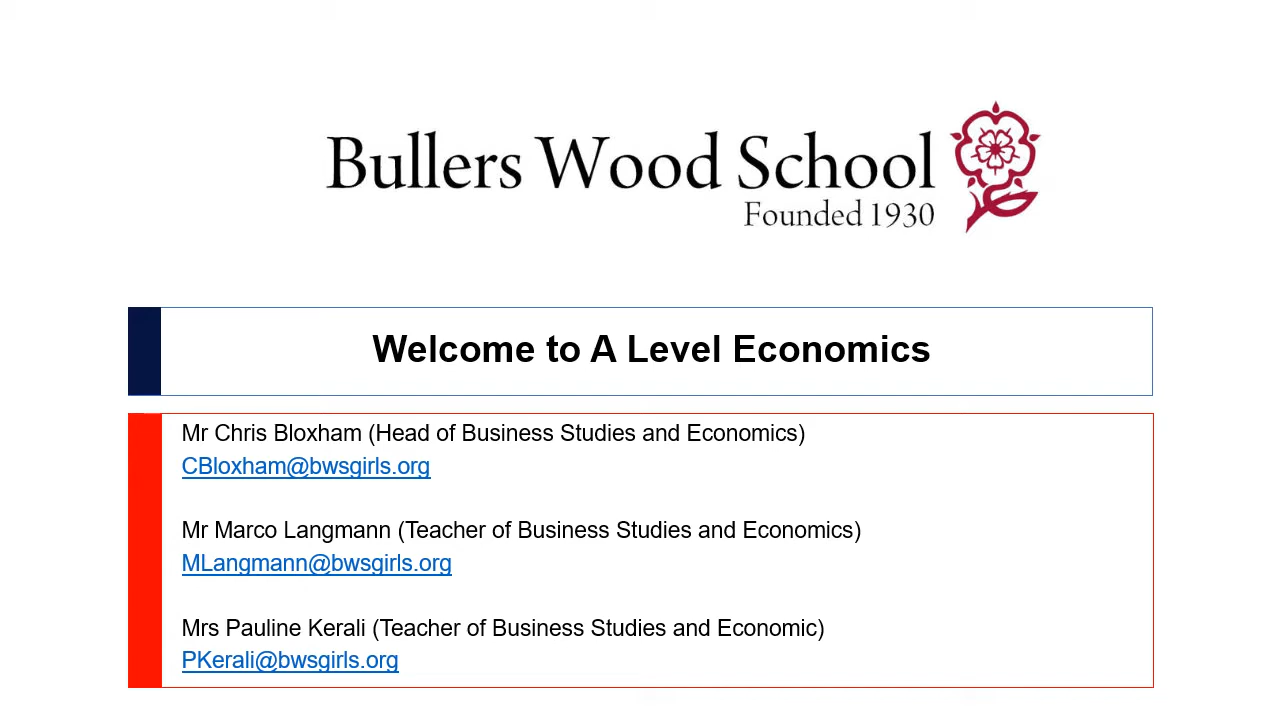 Bullers Wood School
Founded 1930
Welcome to A Level Economics
Mr Chris Bloxham (Head of Business Studies and Economics)
CBloxham@bwsgirls.org
Mr Marco Langmann (Teacher of Business Studies and Economics)
MLangmann@bwsgirls.org
Mrs Pauline Kerali (Teacher of Business Studies and Economic)
PKerali@bwsgirls.org